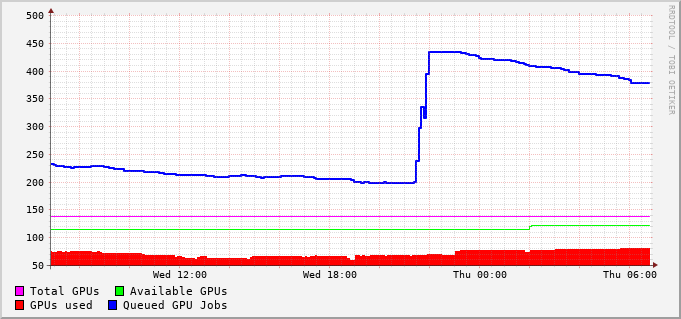 500
450
400
350
300
250
200
150
100
50
Wed 12:00 Wed 18:00 Thu 00:00 Thu 06:00
Total GPUs Available GPUs
GPUs used Queued GPU Jobs
RRDTOOL / TOBI OETIKER